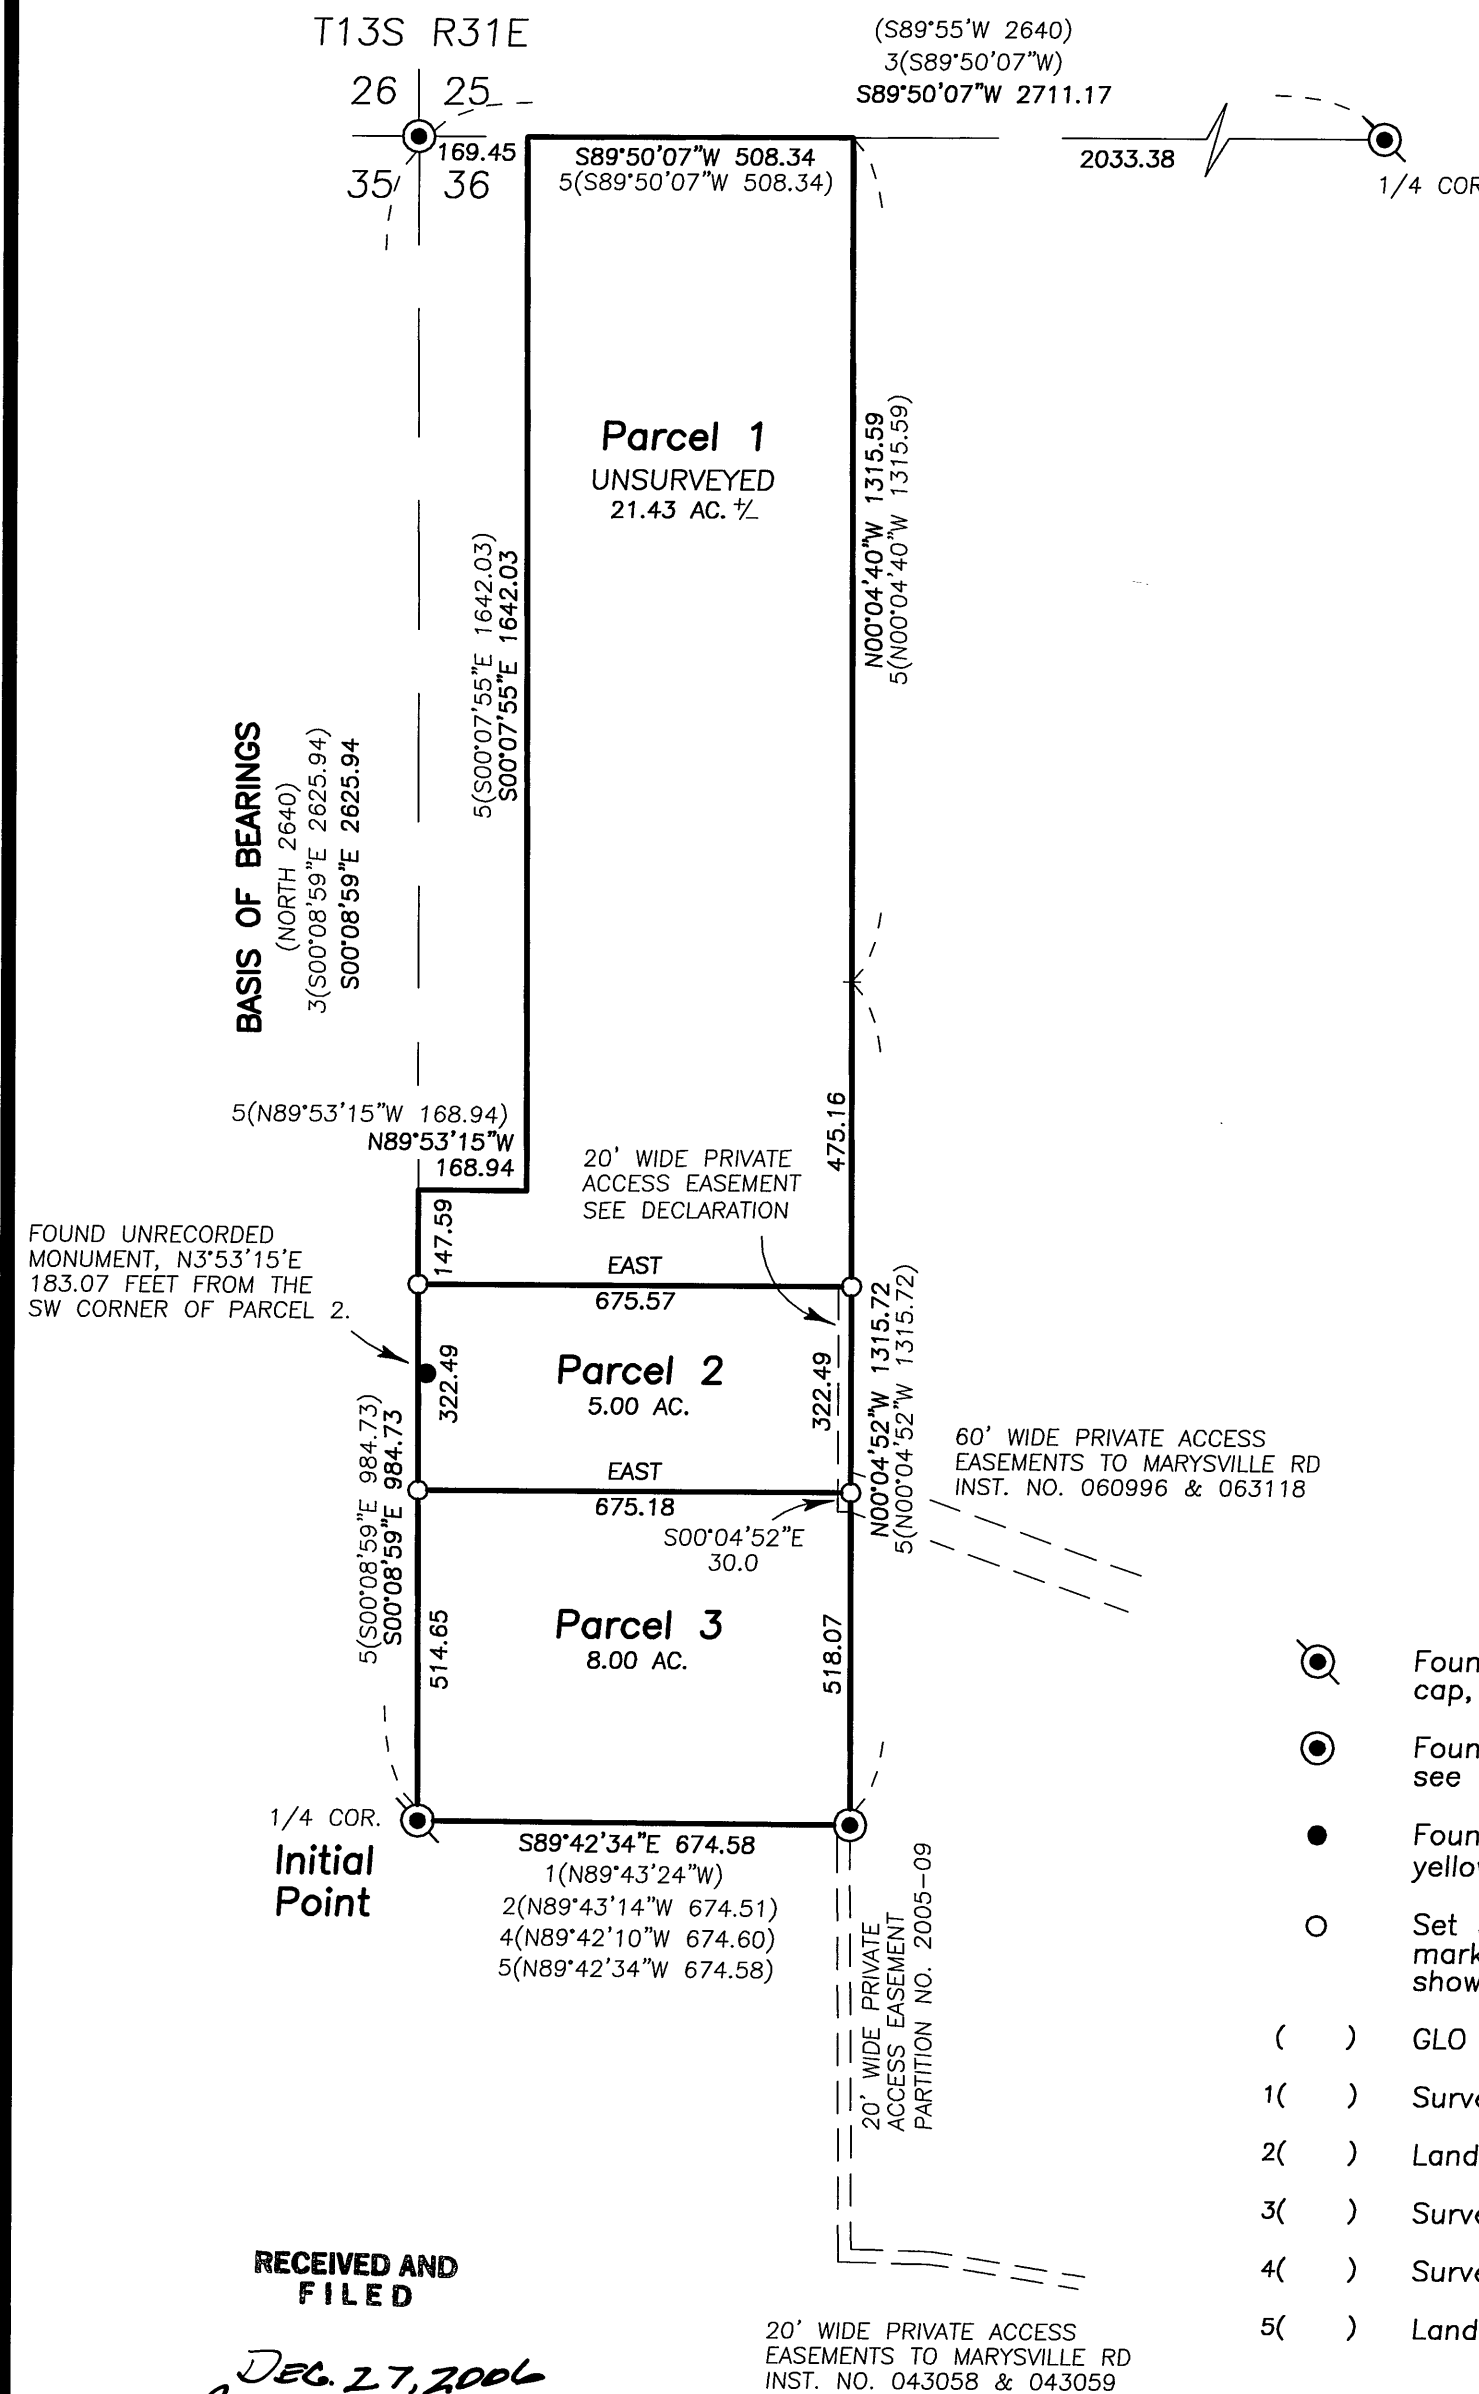 T13S R31E
26 25
35 36
(S89°55'W 2640)
3(S89°50'07"W)
S89°50'07"W 2711.17
169.45
S89°50'07"W 508.34
5(S89°50'07"W 508.34)
2033.38
1/4 COR
Parcel 1
UNSURVEYED
21.43 AC. +/-
N00°04'40"W 1315.59
5(N00°04'40"W 1315.59)
5(S00°07'55"E 1642.03)
S00°07'55"E 1642.03
BASIS OF BEARINGS
(NORTH 2640)
3(S00°08'59"E 2625.94)
S00°08'59"E 2625.94
5(N89°53'15"W 168.94)
N89°53'15"W
168.94
475.16
20' WIDE PRIVATE
ACCESS EASEMENT
SEE DECLARATION
147.59
FOUND UNRECORDED
MONUMENT, N3°53'15'E
183.07 FEET FROM THE
SW CORNER OF PARCEL 2.
EAST
675.57
N00°04'52"W 1315.72
5(N00°04'52"W 1315.72)
322.49
Parcel 2
5.00 AC.
322.49
5(S00°08'59"E 984.73)
S00°08'59"E 984.73
60' WIDE PRIVATE ACCESS
EASEMENTS TO MARYSVILLE RD
INST. NO. 060996 & 063118
EAST
675.18
S00°04'52"E
30.0
514.65
Parcel 3
8.00 AC.
518.07
1/4 COR.
Initial
Point
S89°42'34"E 674.58
1(N89°43'24"W)
2(N89°43'14"W 674.51)
4(N89°42'10"W 674.60)
5(N89°42'34"W 674.58)
20' WIDE PRIVATE
ACCESS EASEMENT
PARTITION NO. 2005-09
Foun
cap,
Foun
see
Foun
yellow
Set
mark
show
( ) GLO
1( ) Surve
2( ) Land
3( ) Surve
4( ) Surve
5( ) Land
RECEIVED AND
FILED
DEC. 27, 2006
20' WIDE PRIVATE ACCESS
EASEMENTS TO MARYSVILLE RD
INST. NO. 043058 & 043059